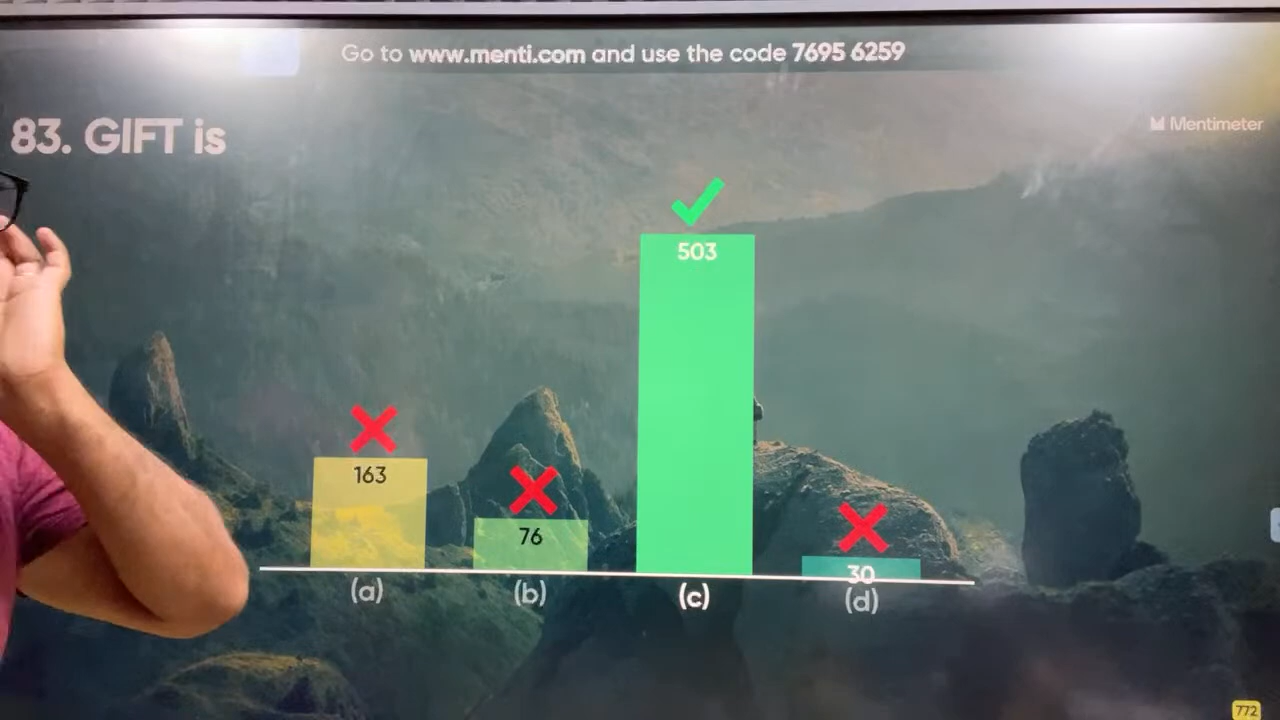 Go to www.menti.com and use the code 7695 6259
83. GIFT is
Mentimeter
503
163
76
30
(a)
(b)
(c)
(d)
772